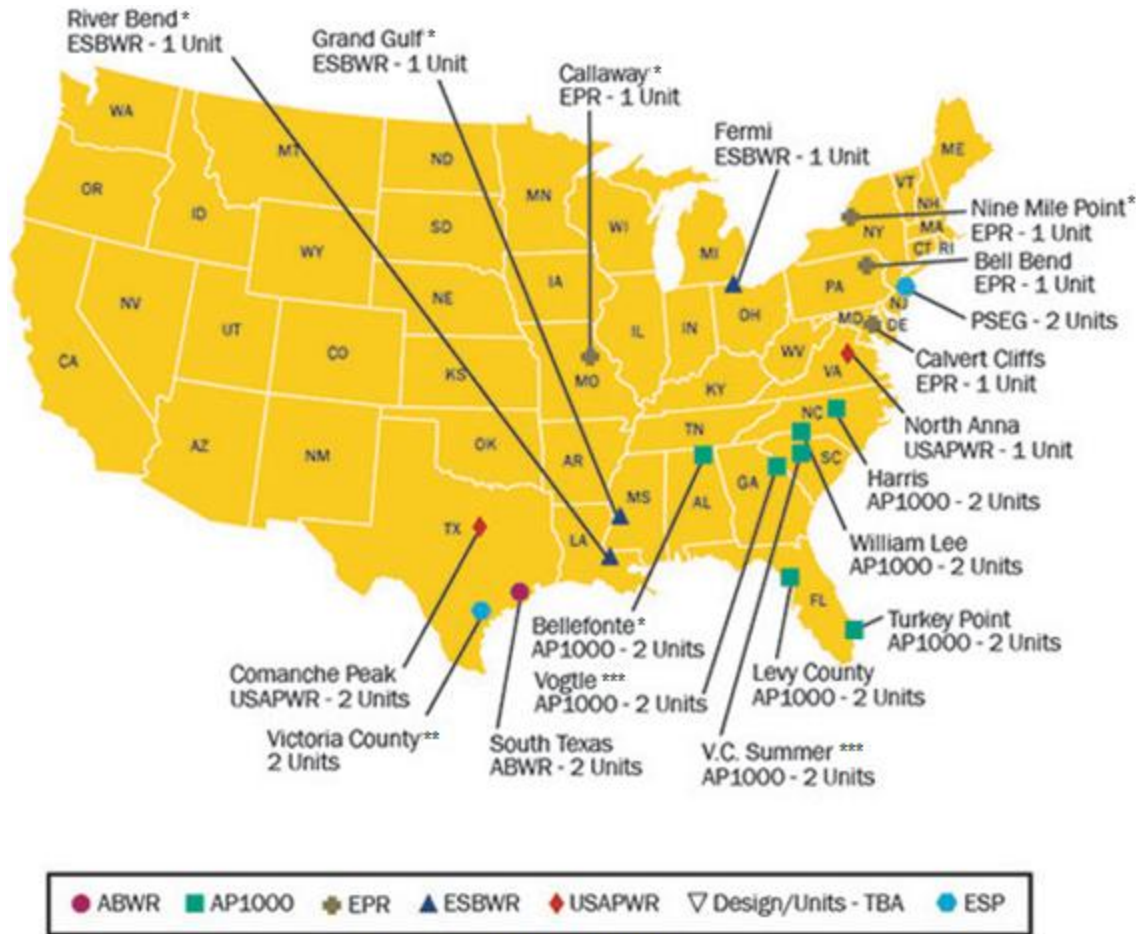 River Bend *
ESBWR - 1 Unit
Grand Gulf *
ESBWR - 1 Unit
Callaway *
EPR - 1 Unit
Fermi
ESBWR - 1 Unit
Nine Mile Point *
EPR - 1 Unit
Bell Bend
EPR - 1 Unit
PSEG - 2 Units
Calvert Cliffs
EPR - 1 Unit
North Anna
USAPWR - 1 Unit
Harris
AP1000 - 2 Units
William Lee
AP1000 - 2 Units
Turkey Point
AP1000 - 2 Units
Levy County
AP1000 - 2 Units
V.C. Summer ***
AP1000 - 2 Units
Vogtle ***
AP1000 - 2 Units
Bellefonte *
AP1000 - 2 Units
South Texas
ABWR - 2 Units
Victoria County **
2 Units
Comanche Peak
USAPWR - 2 Units
WA
OR
CA
ID
NV
AZ
MT
WY
UT
CO
NM
ND
SD
NE
KS
OK
TX
MN
IA
MO
AR
LA
WI
IL
MS
MI
IN
OH
KY
TN
AL
GA
FL
SC
NC
VA
WV
MD
DE
NJ
PA
NY
CT
RI
MA
NH
VT
ME
ABWR
AP1000
EPR
ESBWR
USAPWR
Design/Units - TBA
ESP